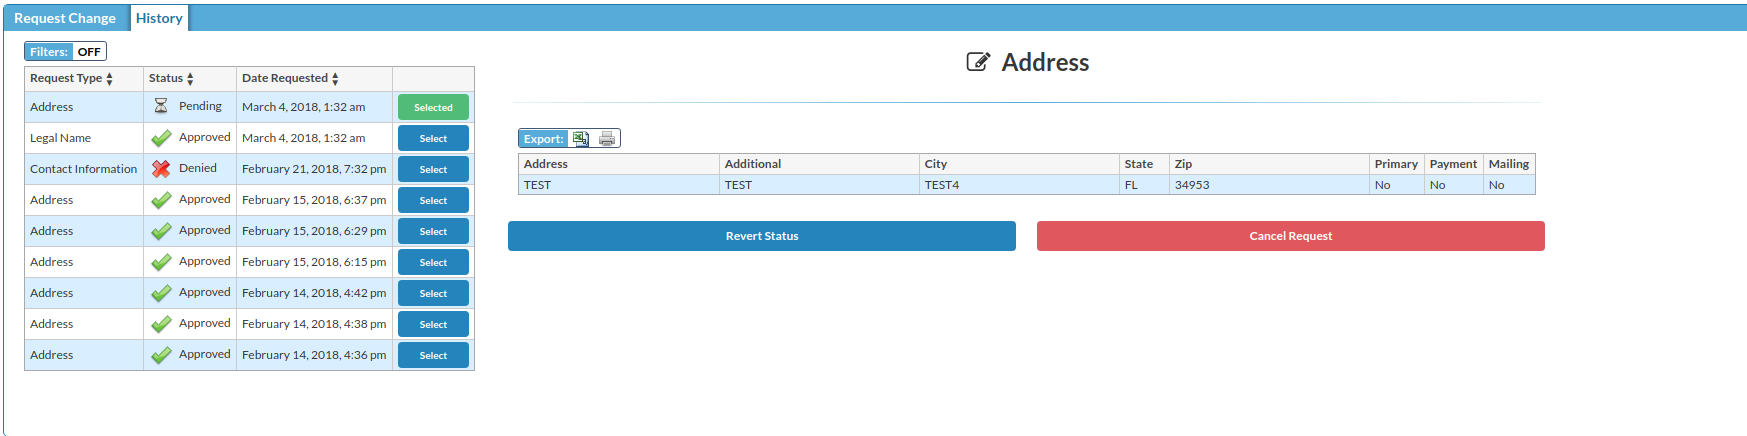 Request Change History
Filters: OFF
Request Type Status Date Requested
Address Pending March 4, 2018, 1:32 am Selected
Legal Name Approved March 4, 2018, 1:32 am Select
Contact Information Denied February 21, 2018, 7:32 pm Select
Address Approved February 15, 2018, 6:37 pm Select
Address Approved February 15, 2018, 6:29 pm Select
Address Approved February 15, 2018, 6:15 pm Select
Address Approved February 14, 2018, 4:42 pm Select
Address Approved February 14, 2018, 4:38 pm Select
Address Approved February 14, 2018, 4:36 pm Select
Address
Export:
Address Additional City State Zip Primary Payment Mailing
TEST TEST TEST4 FL 34953 No No No
Revert Status Cancel Request